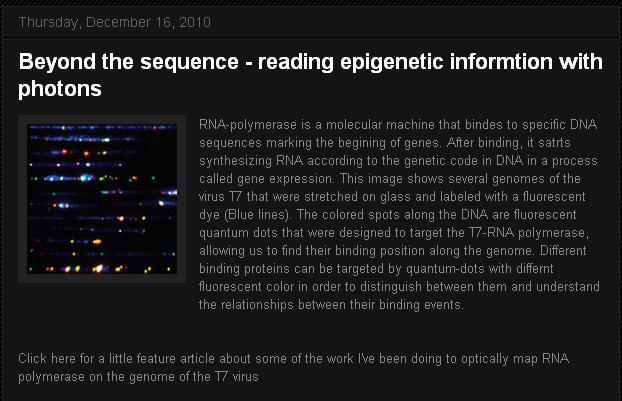 Thursday, December 16, 2010
Beyond the sequence - reading epigenetic informtion with
photons
RNA-polymerase is a molecular machine that bindes to specific DNA
sequences marking the begining of genes. After binding, it satrts
synthesizing RNA according to the genetic code in DNA in a process
called gene expression. This image shows several genomes of the
virus T7 that were stretched on glass and labeled with a fluorescent
dye (Blue lines). The colored spots along the DNA are fluorescent
quantum dots that were designed to target the T7-RNA polymerase,
allowing us to find their binding position along the genome. Different
binding proteins can be targeted by quantum-dots with differnt
fluorescent color in order to distinguish between them and understand
the relationships between their binding events.
Click here for a little feature article about some of the work I've been doing to optically map RNA
polymerase on the genome of the T7 virus